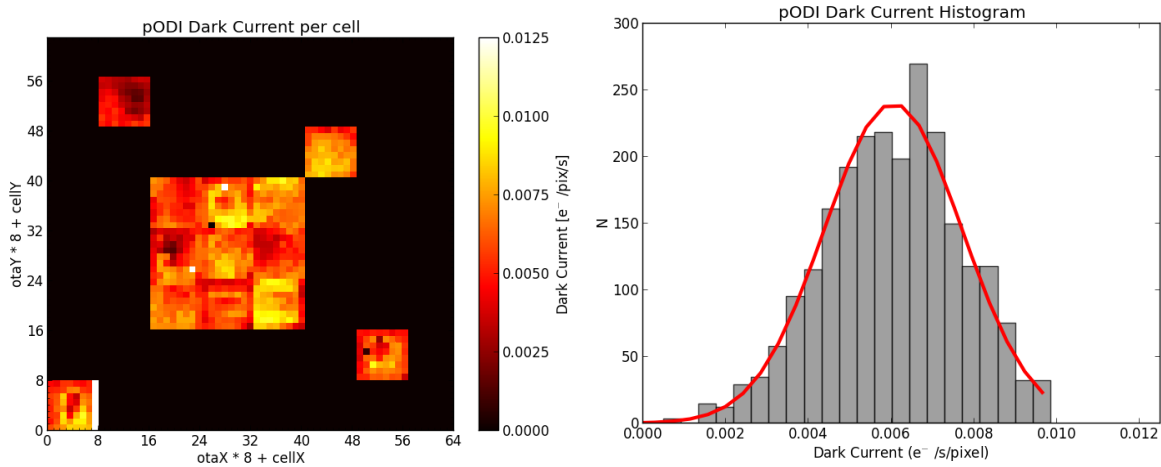 pODI Dark Current per cell
otaY * 8 + cellY
56
48
40
32
24
16
8
0
0 8 16 24 32 40 48 56 64
otaX * 8 + cellX
0.0125
0.0100
0.0075
0.0050
0.0025
0.0000
Dark Current [e⁻ /pix/s]
pODI Dark Current Histogram
N
300
250
200
150
100
50
0
0.000 0.002 0.004 0.006 0.008 0.010 0.012
Dark Current (e⁻ /s/pixel)